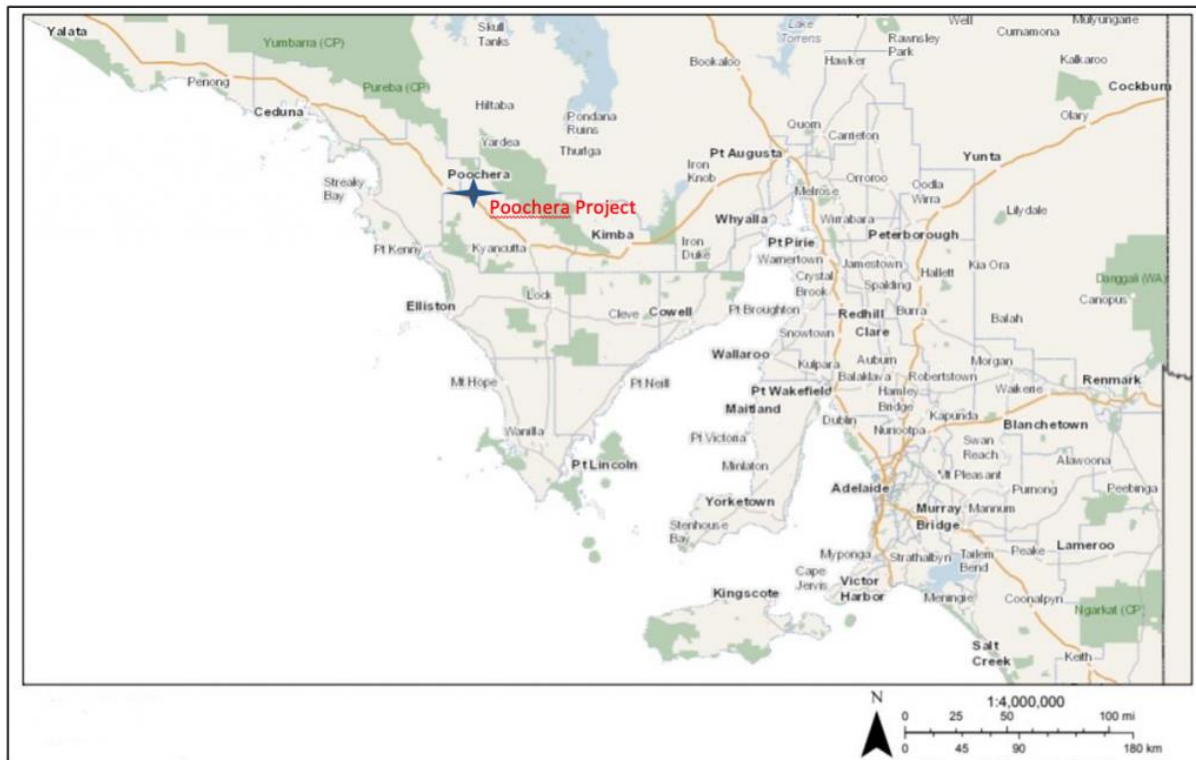 Yalata
Yumbarra (CP)
Skull
Tanks
Lake
Torrens
Rawnsley
Park
Well
Curnamona
Mulyungarie
Kalkaroo
Penong
Pureba (CP)
Bookaloo
Hawker
Cockburn
Ceduna
Hiltaba
Pondana
Ruins
Quorn
Carrieton
Olary
Yardea
Thurlga
Pt Augusta
Yunta
Poochera
Iron
Knob
Orroroo
Streaky
Bay
Melrose
Oodla
Wirra
Poochera Project
Lilydale
Whyalla
Wirrabara
Kimba
Iron
Duke
Pt Pirie
Peterborough
Pt Kenny
Kyancutta
Warnertown
Jamestown
Kia Ora
Crystal
Brook
Hallett
Danggali (WA)
Spalding
Canopus
Elliston
Lock
Cleve
Cowell
Pt Broughton
Redhill
Burra
Balah
Snowtown
Clare
Wallaroo
Kulpara
Auburn
Morgan
Mt Hope
Pt Neill
Balaklava
Robertstown
Waikerie
Renmark
Pt Wakefield
Hamley
Bridge
Maitland
Kapunda
Blanchetown
Dublin
Nuriootpa
Wanilla
Pt Victoria
Swan
Reach
Alawoona
Pt Lincoln
Minlaton
Mt Pleasant
Adelaide
Purnong
Peebinga
Yorketown
Murray
Bridge
Mannum
Stenhouse
Bay
Lameroo
Myponga
Strathalbyn
Tailem
Bend
Peake
Cape
Jervis
Victor
Harbor
Kingscote
Meningie
Coonalpyn
Ngarkat (CP)
Salt
Creek
Keith
N
1:4,000,000
0 25 50 100 mi
0 45 90 180 km